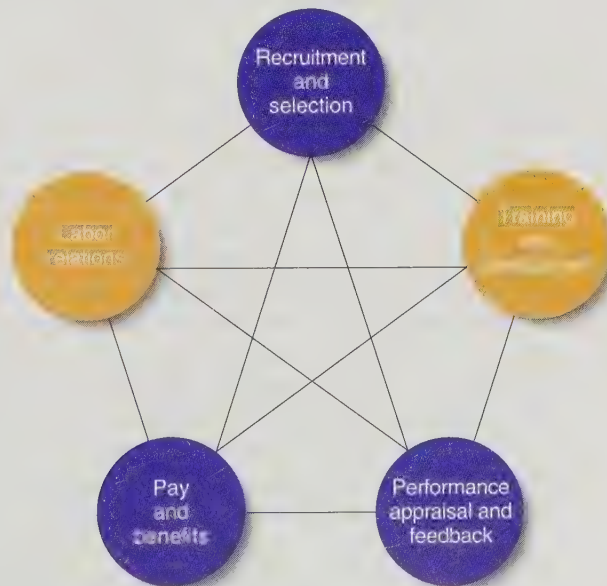 Recruitment
and
selection
Labor
relations
Training
Pay
and
benefits
Performance
appraisal and
feedback